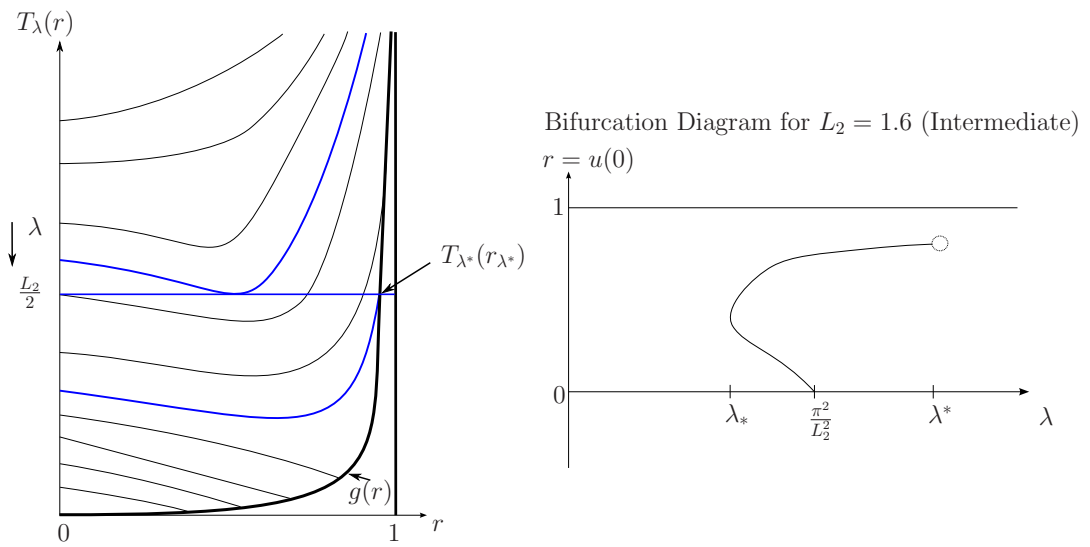 T_λ(r)
λ
L_2/2
T_{λ*}(r_{λ*})
g(r)
0
1
r
Bifurcation Diagram for L_2 = 1.6 (Intermediate)
r = u(0)
1
0
λ_*
π^2/L_2^2
λ^*
λ